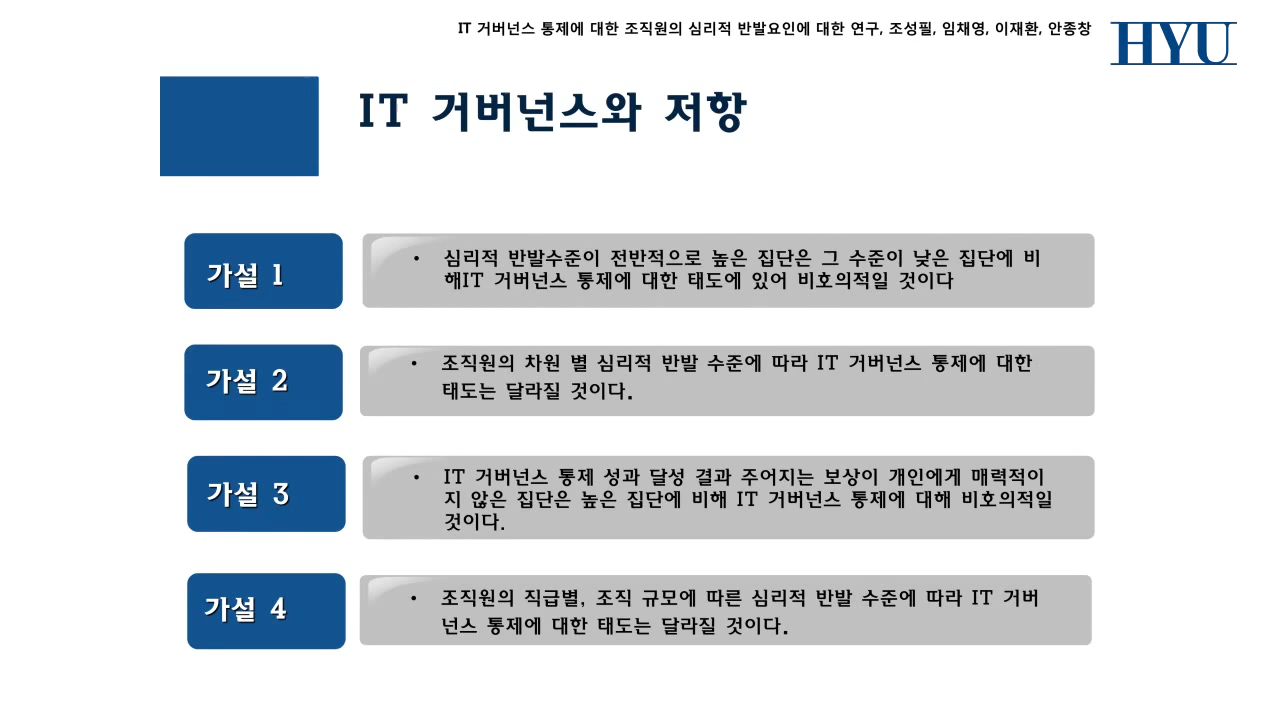 IT 거버넌스 통제에 대한 조직원의 심리적 반발요인에 대한 연구, 조성필, 임채영, 이재환, 안종창
HYU
IT 거버넌스와 저항
가설 1
• 심리적 반발수준이 전반적으로 높은 집단은 그 수준이 낮은 집단에 비
해IT 거버넌스 통제에 대한 태도에 있어 비호의적일 것이다
가설 2
• 조직원의 차원 별 심리적 반발 수준에 따라 IT 거버넌스 통제에 대한
태도는 달라질 것이다.
가설 3
• IT 거버넌스 통제 성과 달성 결과 주어지는 보상이 개인에게 매력적이
지 않은 집단은 높은 집단에 비해 IT 거버넌스 통제에 대해 비호의적일
것이다.
가설 4
• 조직원의 직급별, 조직 규모에 따른 심리적 반발 수준에 따라 IT 거버
넌스 통제에 대한 태도는 달라질 것이다.